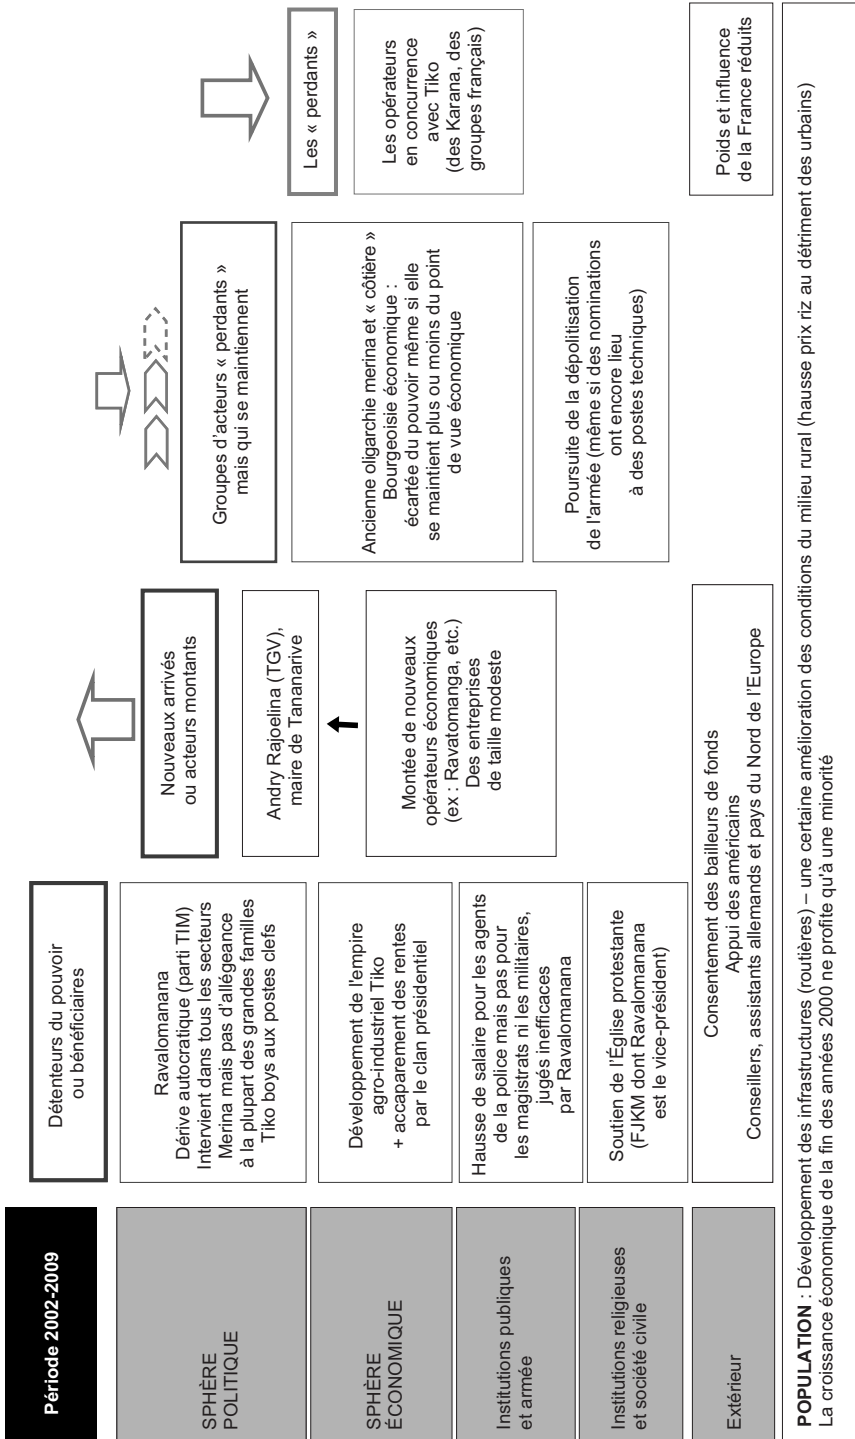 Période 2002-2009
Détenteurs du pouvoir
ou bénéficiaires
Nouveaux arrivés
ou acteurs montants
Groupes d'acteurs « perdants »
mais qui se maintiennent
Les « perdants »
SPHÈRE
POLITIQUE
Ravalomanana
Dérive autocratique (parti TIM)
Intervient dans tous les secteurs
Merina mais pas d'allégeance
à la plupart des grandes familles
Tiko boys aux postes clefs
Andry Rajoelina (TGV),
maire de Tananarive
SPHÈRE
ÉCONOMIQUE
Développement de l'empire
agro-industriel Tiko
+ accaparement des rentes
par le clan présidentiel
Montée de nouveaux
opérateurs économiques
(ex : Ravatomanga, etc.)
Des entreprises
de taille modeste
Ancienne oligarchie merina et « côtière »
Bourgeoisie économique :
écartée du pouvoir même si elle
se maintient plus ou moins du point
de vue économique
Les opérateurs
en concurrence
avec Tiko
(des Karana, des
groupes français)
Institutions publiques
et armée
Hausse de salaire pour les agents
de la police mais pas pour
les magistrats ni les militaires,
jugés inefficaces
par Ravalomanana
Poursuite de la dépolitisation
de l'armée (même si des nominations
ont encore lieu
à des postes techniques)
Institutions religieuses
et société civile
Soutien de l'Église protestante
(FJKM dont Ravalomanana
est le vice-président)
Extérieur
Consentement des bailleurs de fonds
Appui des américains
Conseillers, assistants allemands et pays du Nord de l'Europe
Poids et influence
de la France réduits
POPULATION : Développement des infrastructures (routières) – une certaine amélioration des conditions du milieu rural (hausse prix riz au détriment des urbains)
La croissance économique de la fin des années 2000 ne profite qu'à une minorité